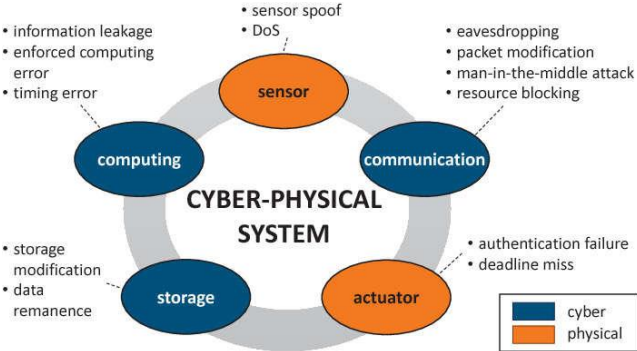 • sensor spoof
• DoS
• information leakage
• enforced computing
error
• timing error
• eavesdropping
• packet modification
• man-in-the-middle attack
• resource blocking
sensor
computing
communication
CYBER-PHYSICAL
SYSTEM
• storage
modification
• data
remanence
• authentication failure
• deadline miss
storage
actuator
cyber
physical